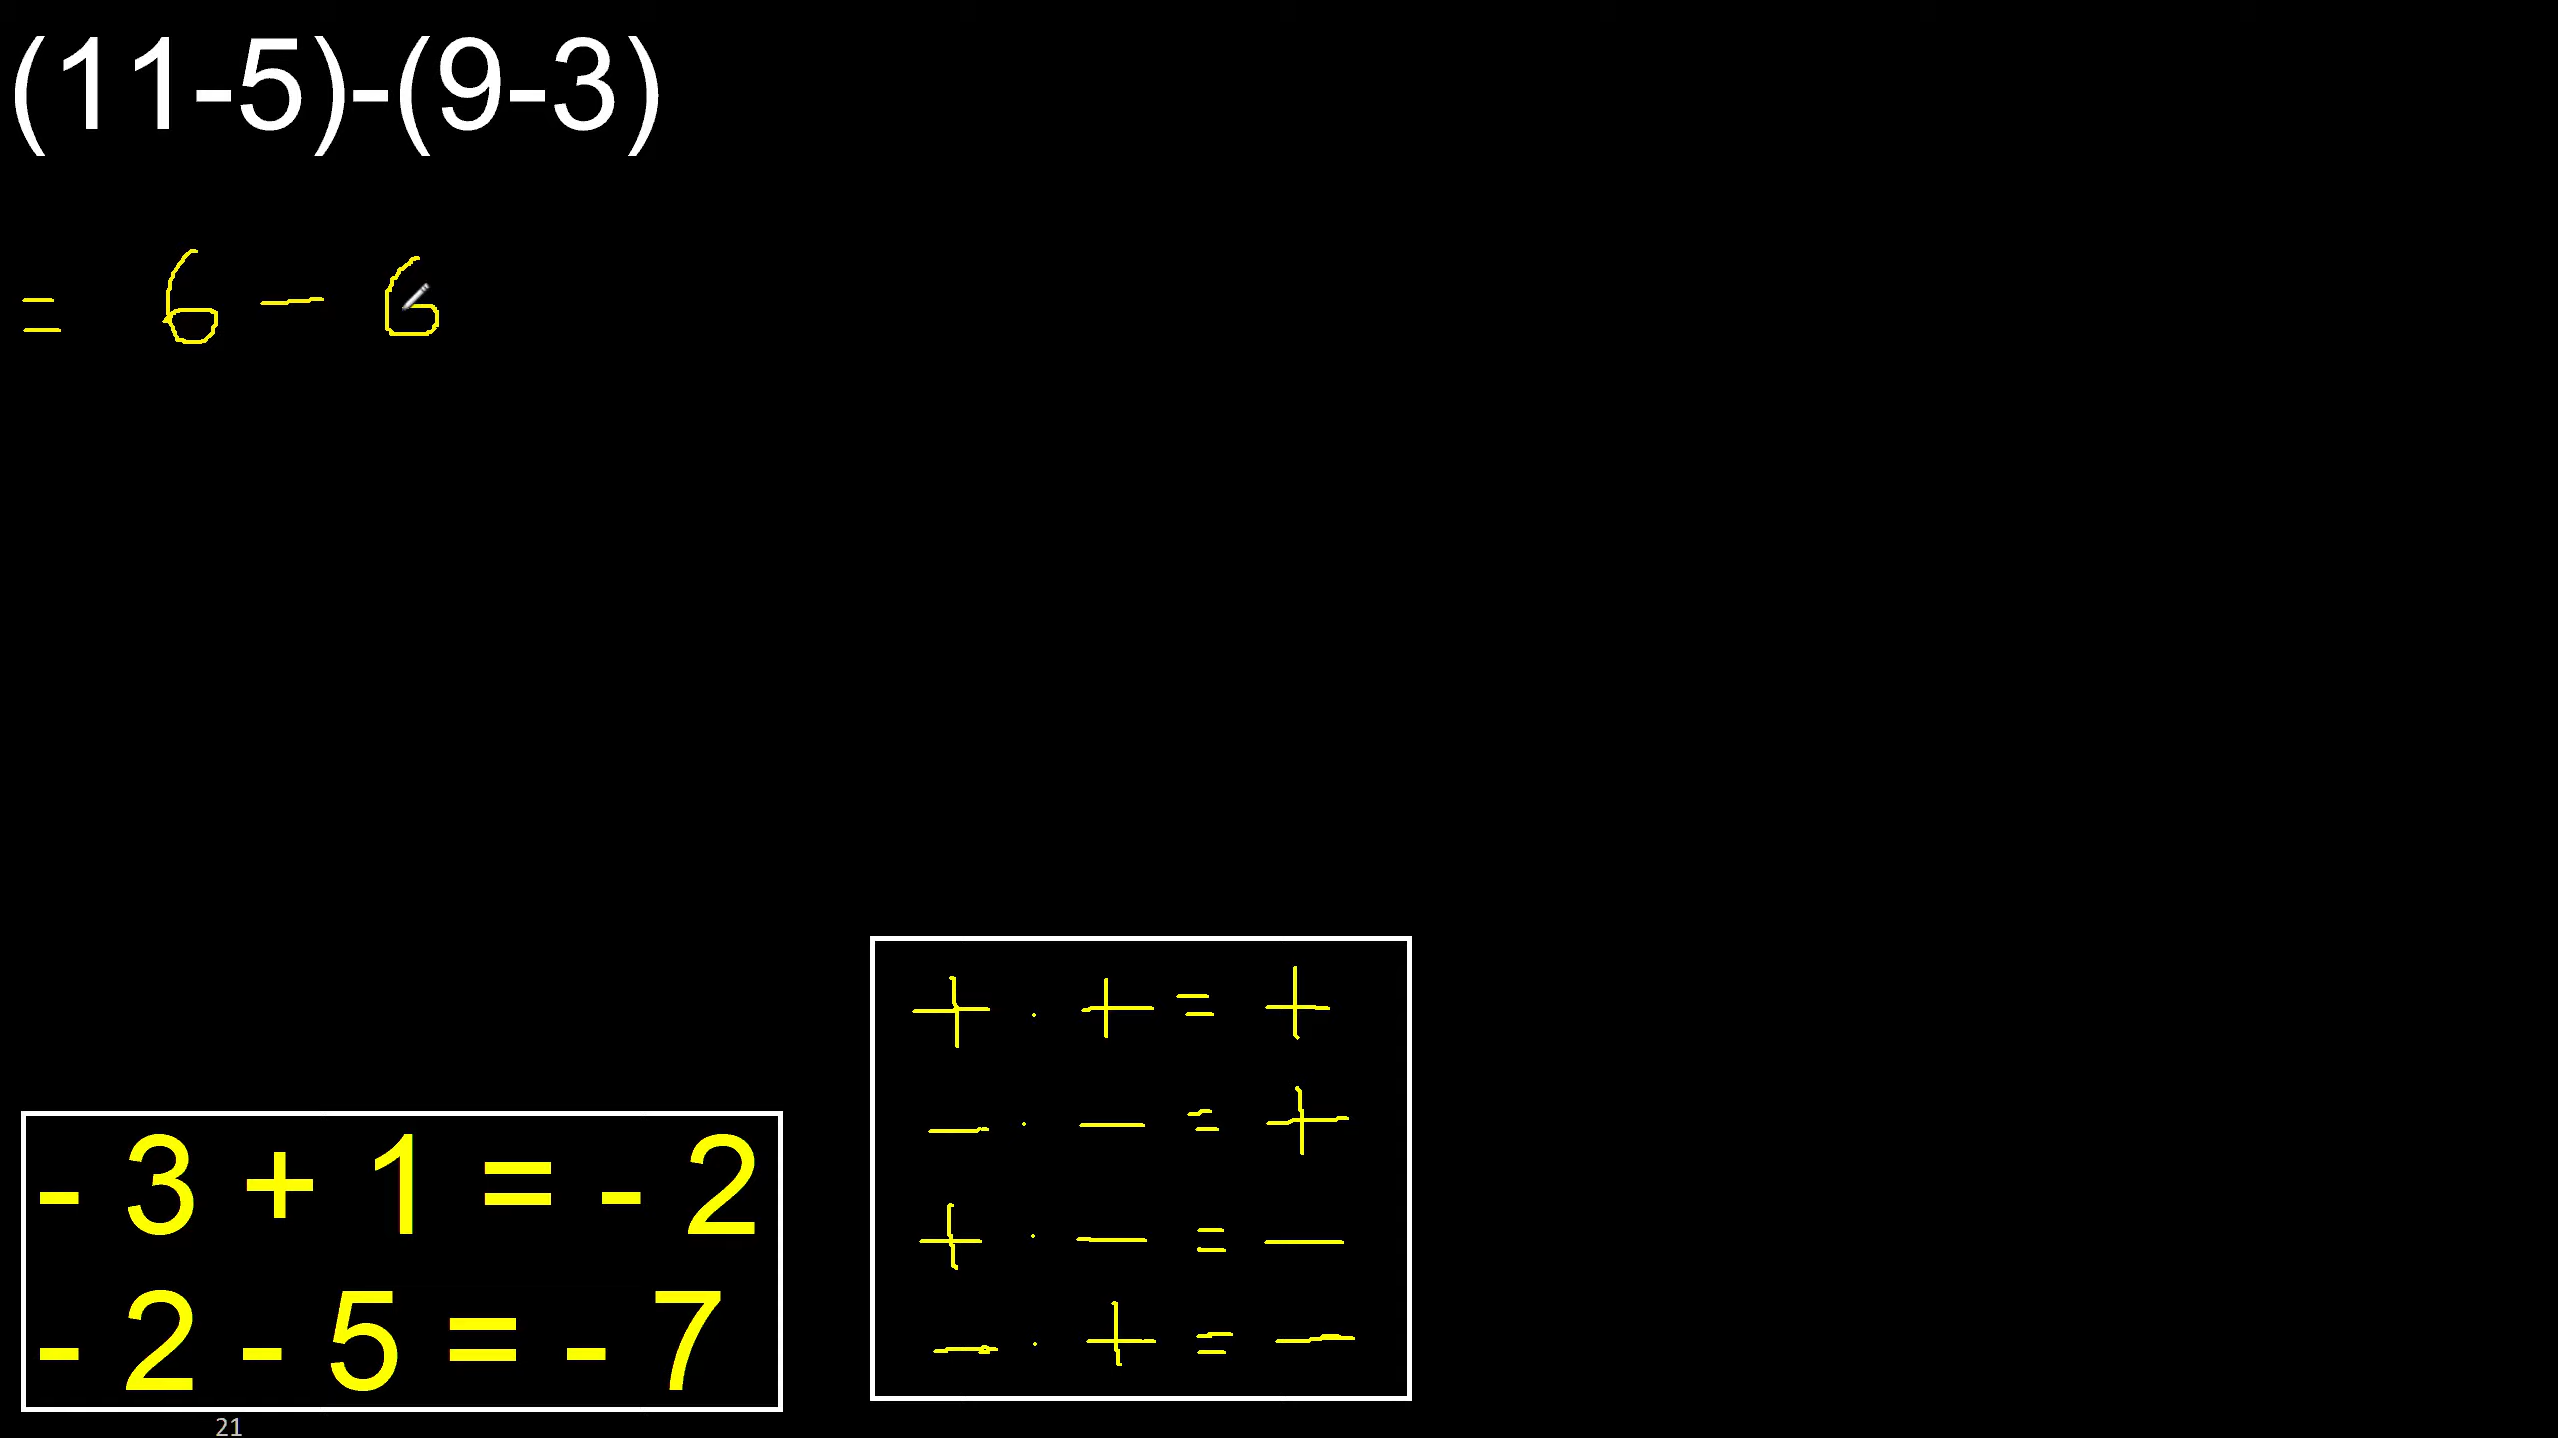 (11-5)-(9-3)
= 6 - 6
- 3 + 1 = - 2
- 2 - 5 = - 7
+ . + = +
- . - = +
+ . - = -
- . + = -
21